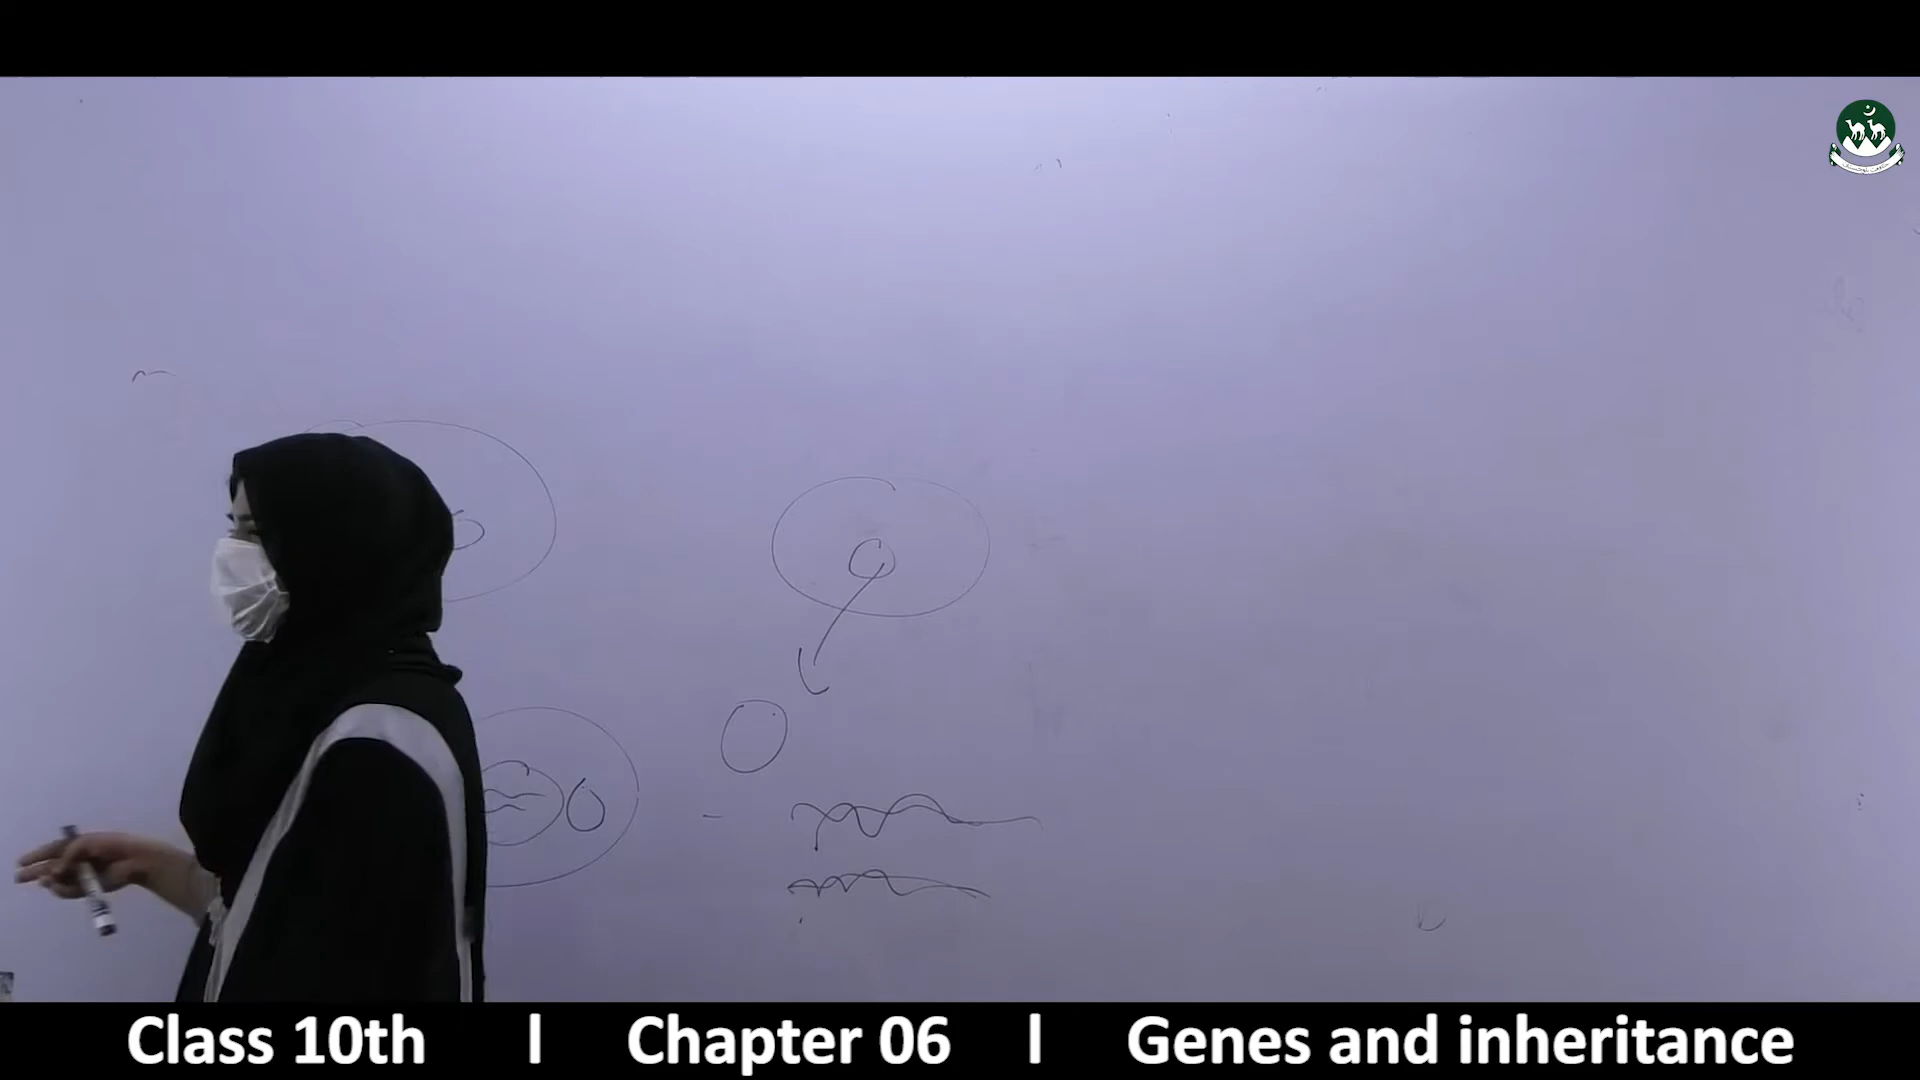 Class 10th | Chapter 06 | Genes and inheritance